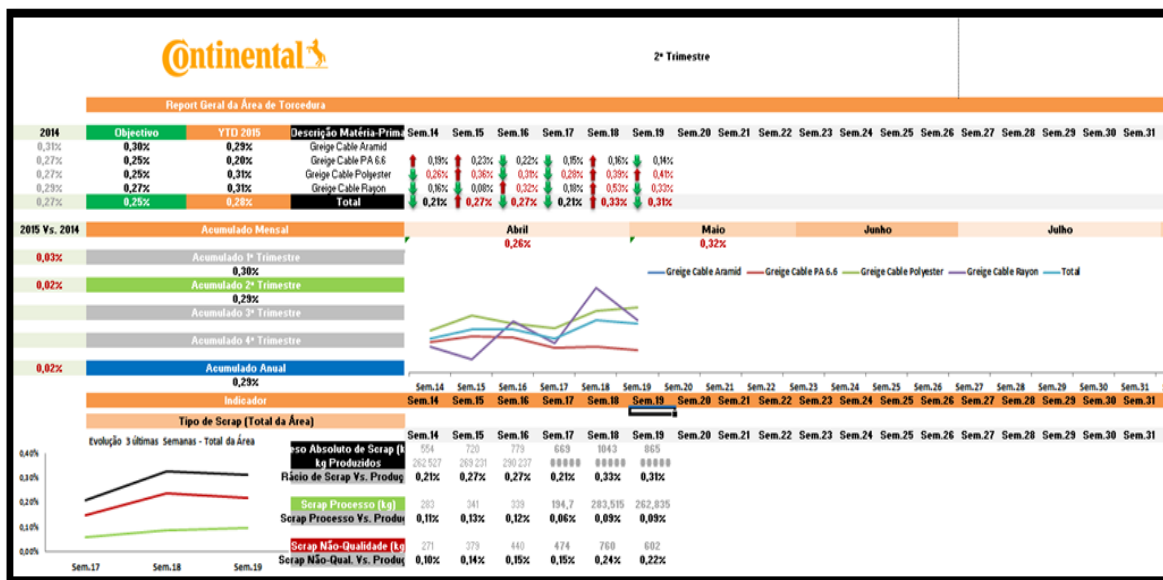 Continental
2º Trimestre
Report Geral da Área de Torcedura
2014 Objectivo YTD 2015 Descrição Matéria-Prima Sem.14 Sem.15 Sem.16 Sem.17 Sem.18 Sem.19 Sem.20 Sem.21 Sem.22 Sem.23 Sem.24 Sem.25 Sem.26 Sem.27 Sem.28 Sem.29 Sem.30 Sem.31
0,31% 0,30% 0,29% Greige Cable Aramid
0,27% 0,25% 0,20% Greige Cable PA 6.6 0,19% 0,23% 0,22% 0,15% 0,16% 0,14%
0,27% 0,25% 0,31% Greige Cable Polyester 0,26% 0,36% 0,31% 0,28% 0,39% 0,41%
0,29% 0,27% 0,31% Greige Cable Rayon 0,16% 0,08% 0,32% 0,18% 0,53% 0,33%
0,27% 0,25% 0,28% Total 0,21% 0,27% 0,27% 0,21% 0,33% 0,31%
2015 Vs. 2014 Acumulado Mensal Abril Maio Junho Julho
0,26% 0,32%
0,03% Acumulado 1º Trimestre
0,30%
Greige Cable Aramid Greige Cable PA 6.6 Greige Cable Polyester Greige Cable Rayon Total
0,02% Acumulado 2º Trimestre
0,29%
Acumulado 3º Trimestre
Acumulado 4º Trimestre
0,02% Acumulado Anual
0,29%
Sem.14 Sem.15 Sem.16 Sem.17 Sem.18 Sem.19 Sem.20 Sem.21 Sem.22 Sem.23 Sem.24 Sem.25 Sem.26 Sem.27 Sem.28 Sem.29 Sem.30 Sem.31
Indicador Sem.14 Sem.15 Sem.16 Sem.17 Sem.18 Sem.19 Sem.20 Sem.21 Sem.22 Sem.23 Sem.24 Sem.25 Sem.26 Sem.27 Sem.28 Sem.29 Sem.30 Sem.31
Tipo de Scrap (Total da Área)
Sem.14 Sem.15 Sem.16 Sem.17 Sem.18 Sem.19 Sem.20 Sem.21 Sem.22 Sem.23 Sem.24 Sem.25 Sem.26 Sem.27 Sem.28 Sem.29 Sem.30 Sem.31
Evolução 3 últimas Semanas - Total da Área
eso Absoluto de Scrap (k 554 720 779 669 1043 865
kg Produzidos 262 527 269 231 290 237 ##### ##### #####
Rácio de Scrap Vs. Produç 0,21% 0,27% 0,27% 0,21% 0,33% 0,31%
Scrap Processo (kg) 283 341 339 194,7 283,515 262,835
Scrap Processo Vs. Produç 0,11% 0,13% 0,12% 0,06% 0,09% 0,09%
Scrap Não-Qualidade (kg 271 379 440 474 760 602
Scrap Não-Qual. Vs. Produç 0,10% 0,14% 0,15% 0,15% 0,24% 0,22%
0,40%
0,30%
0,20%
0,10%
0,00%
Sem.17 Sem.18 Sem.19